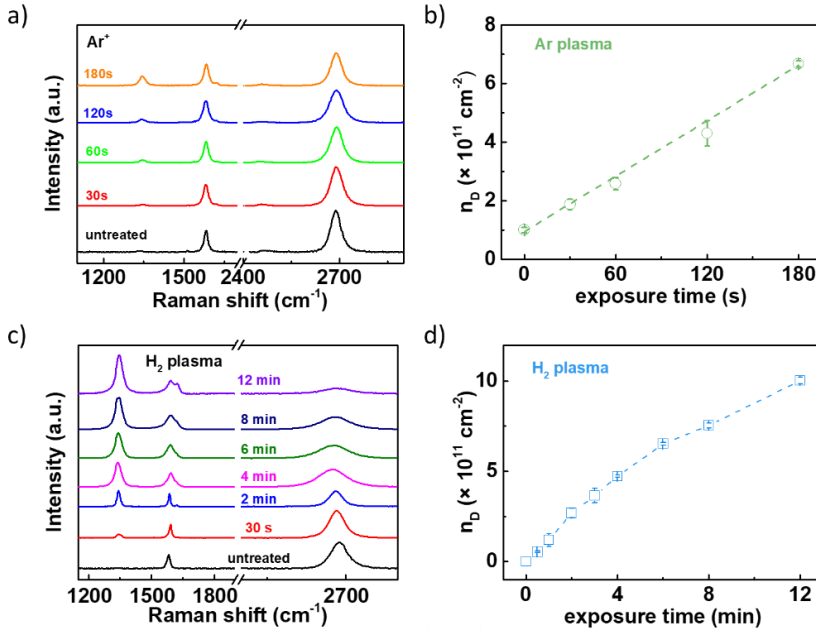 a)
Ar⁺
180s
120s
60s
30s
untreated
Intensity (a.u.)
1200 1500 2400 2400 2700
Raman shift (cm⁻¹)
b)
Ar plasma
8
6
4
2
0
n_D (× 10¹¹ cm⁻²)
0 60 120 180
exposure time (s)
c)
H₂ plasma
12 min
8 min
6 min
4 min
2 min
30 s
untreated
Intensity (a.u.)
1200 1500 1800 2700
Raman shift (cm⁻¹)
d)
H₂ plasma
10
5
0
n_D (× 10¹¹ cm⁻²)
0 4 8 12
exposure time (min)